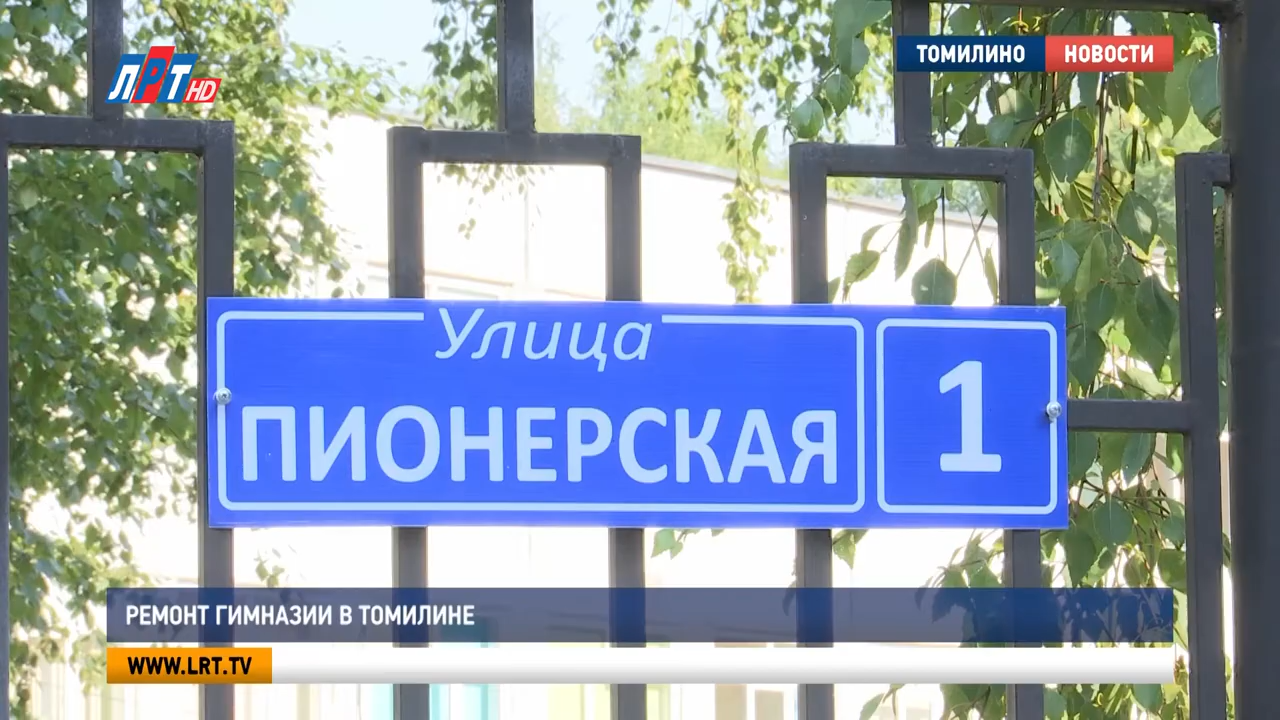 ЛРТ HD
ТОМИЛИНО НОВОСТИ
Улица
ПИОНЕРСКАЯ 1
РЕМОНТ ГИМНАЗИИ В ТОМИЛИНЕ
WWW.LRT.TV